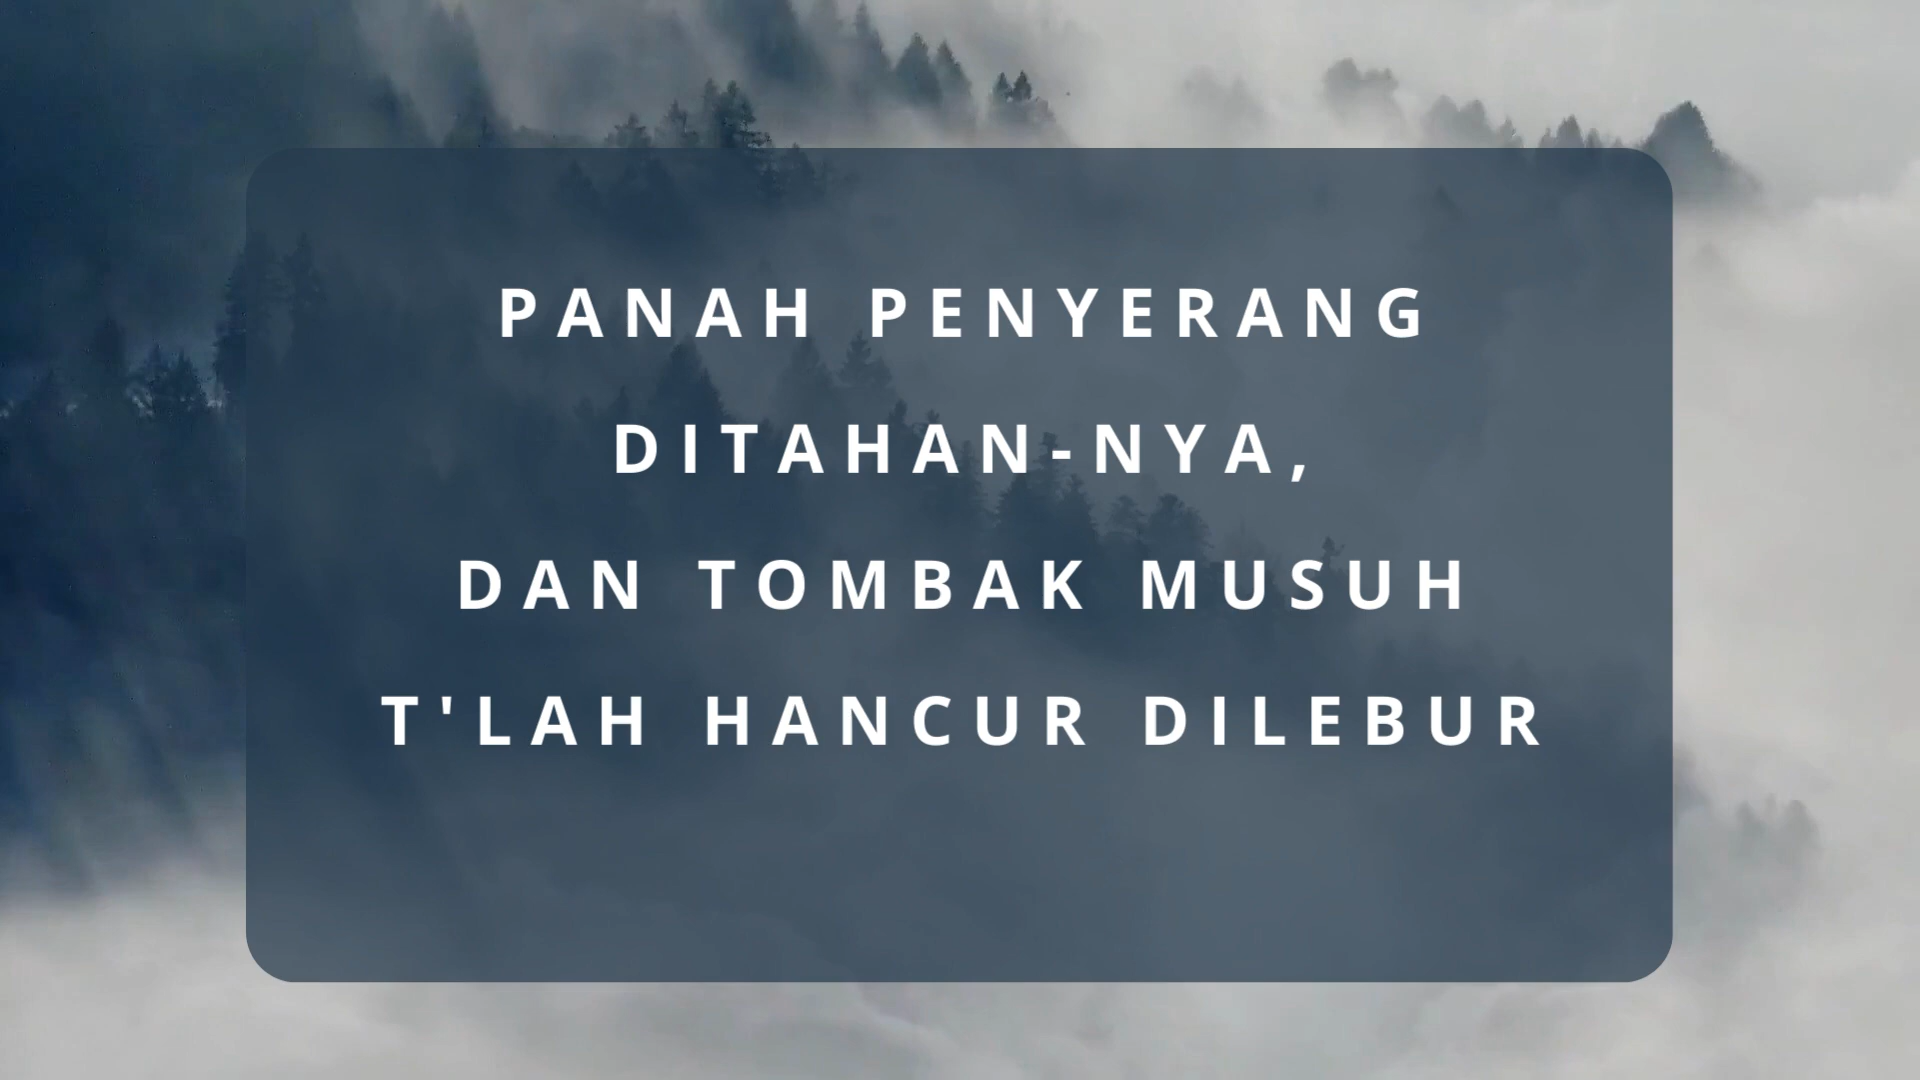 PANAH PENYERANG
DITAHAN-NYA,
DAN TOMBAK MUSUH
T'LAH HANCUR DILEBUR